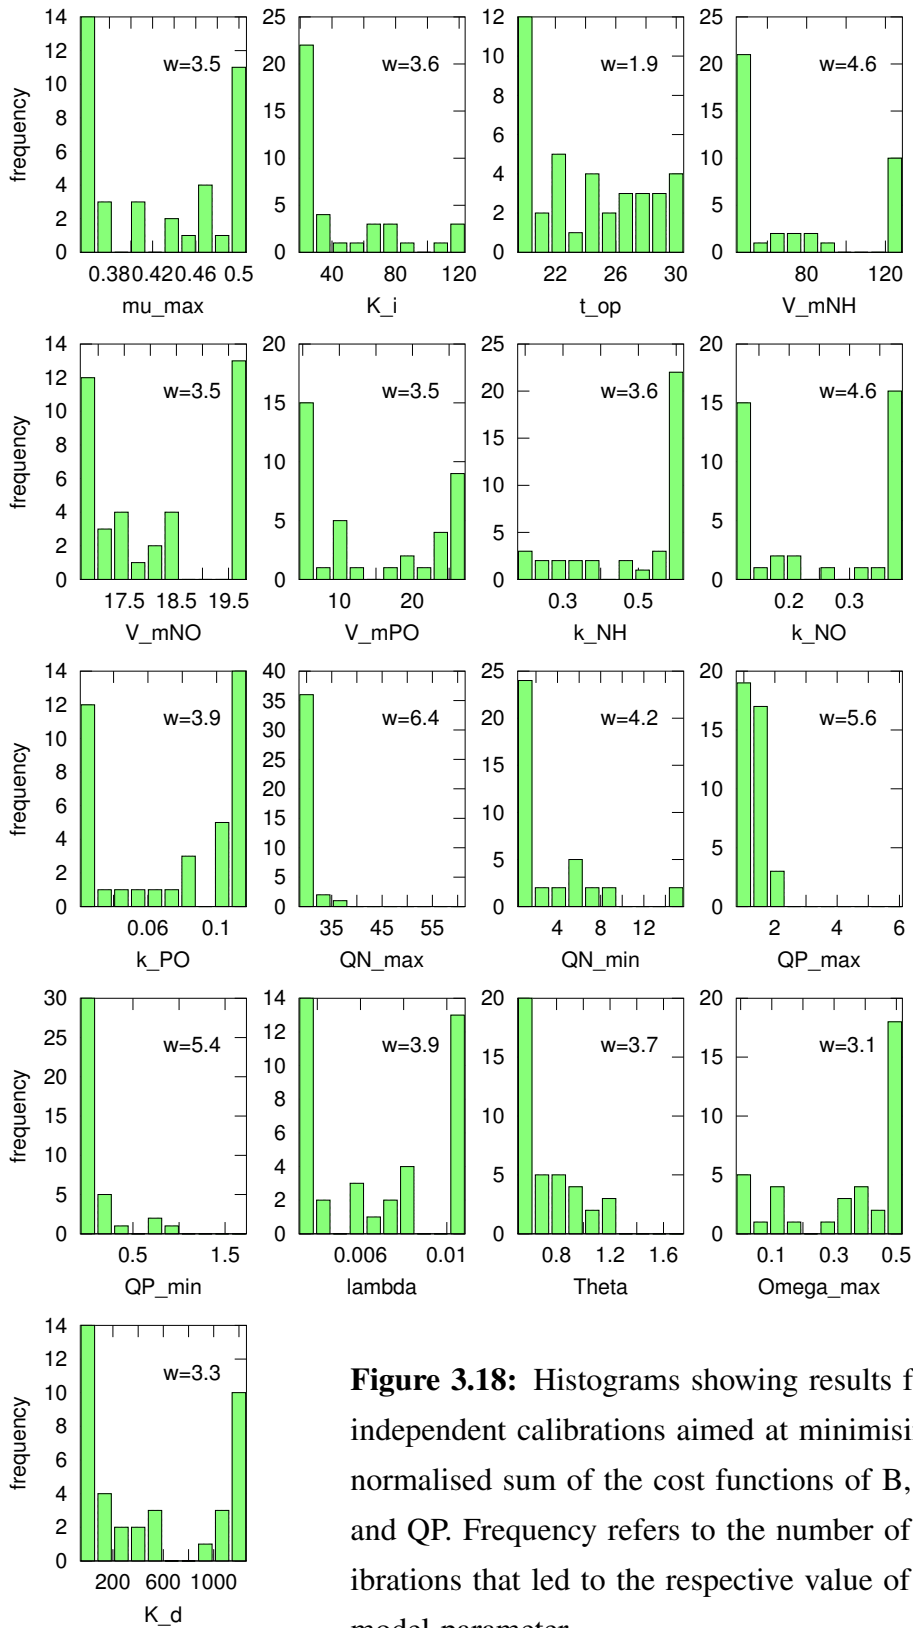 14
12
10
8
6
4
2
0
frequency
w=3.5
0.38 0.42 0.46 0.5
mu_max
25
20
15
10
5
0
w=3.6
40 80 120
K_i
12
10
8
6
4
2
0
w=1.9
22 26 30
t_op
25
20
15
10
5
0
w=4.6
80 120
V_mNH
14
12
10
8
6
4
2
0
frequency
w=3.5
17.5 18.5 19.5
V_mNO
20
15
10
5
0
w=3.5
10 20
V_mPO
25
20
15
10
5
0
w=3.6
0.3 0.5
k_NH
20
15
10
5
0
w=4.6
0.2 0.3
k_NO
14
12
10
8
6
4
2
0
frequency
w=3.9
0.06 0.1
k_PO
40
35
30
25
20
15
10
5
0
w=6.4
35 45 55
QN_max
25
20
15
10
5
0
w=4.2
4 8 12
QN_min
20
15
10
5
0
w=5.6
2 4 6
QP_max
30
25
20
15
10
5
0
frequency
w=5.4
0.5 1.5
QP_min
14
12
10
8
6
4
2
0
w=3.9
0.006 0.01
lambda
20
15
10
5
0
w=3.7
0.8 1.2 1.6
Theta
20
15
10
5
0
w=3.1
0.1 0.3 0.5
Omega_max
14
12
10
8
6
4
2
0
frequency
w=3.3
200 600 1000
K_d
Figure 3.18: Histograms showing results
independent calibrations aimed at
normalised sum of the cost functions of B,
and QP. Frequency refers to the number of
ibrations that led to the respective value of